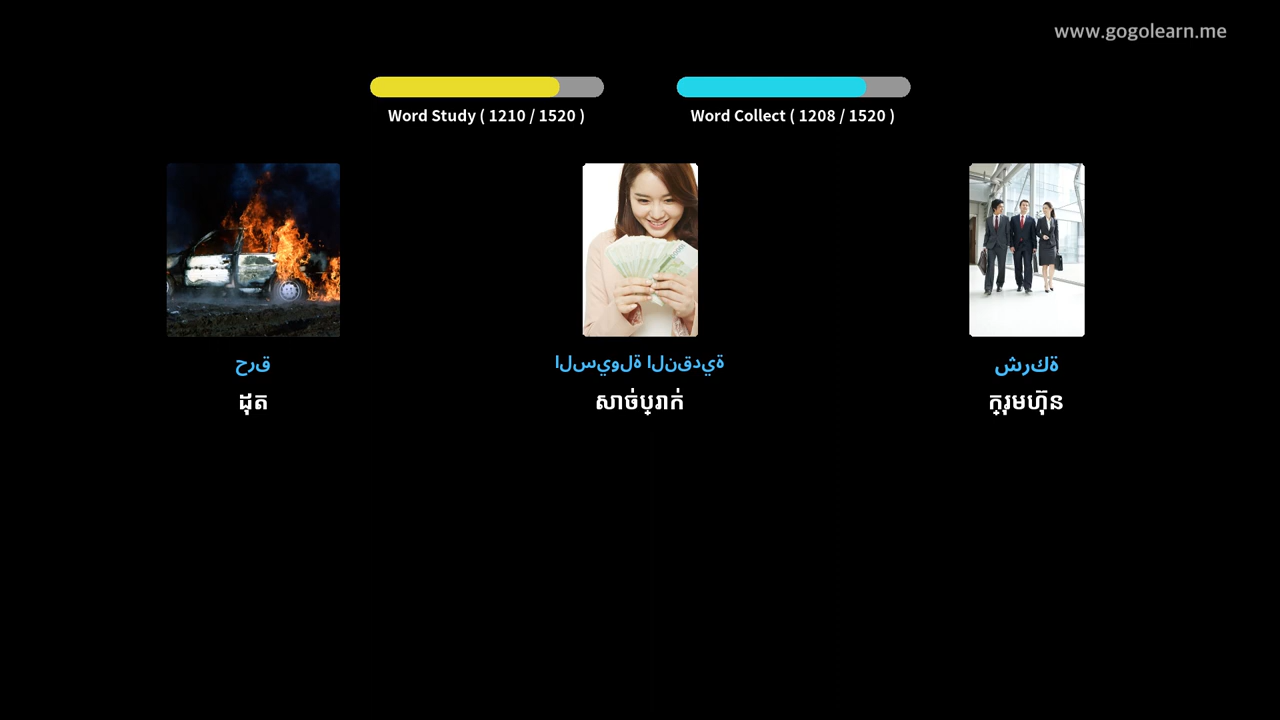 www.gogolearn.me
Word Study ( 1210 / 1520 )
Word Collect ( 1208 / 1520 )
حرق
السيولة النقدية
شركة
ដុត
សាច់ប្រាក់
ក្រុមហ៊ុន